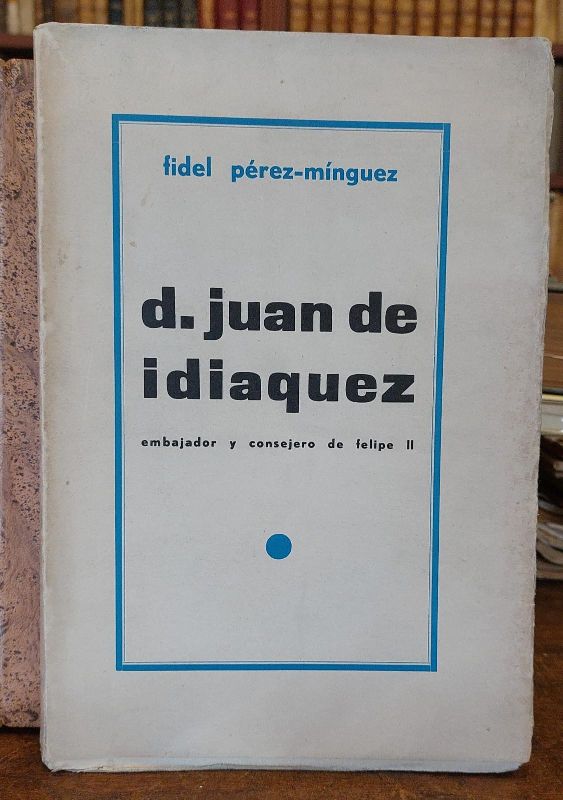 fidel pérez-mínguez
d. juan de
idiaquez
embajador y consejero de felipe II